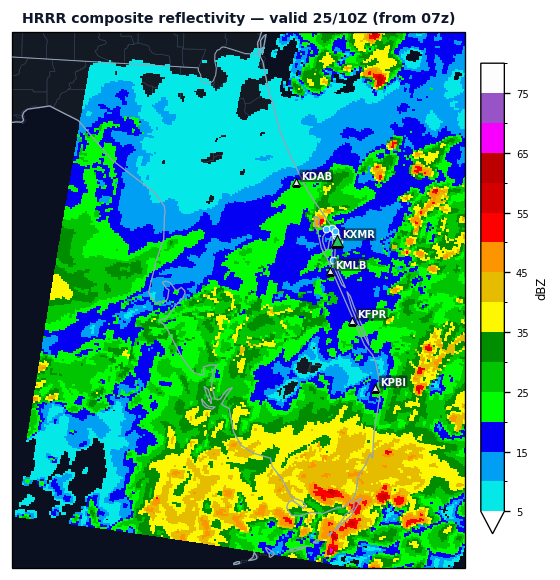 HRRR composite reflectivity — valid 25/10Z (from 07z)
75
65
55
45
35
25
15
5
dBZ
KDAB
KXMR
KMLB
KFPR
KPBI